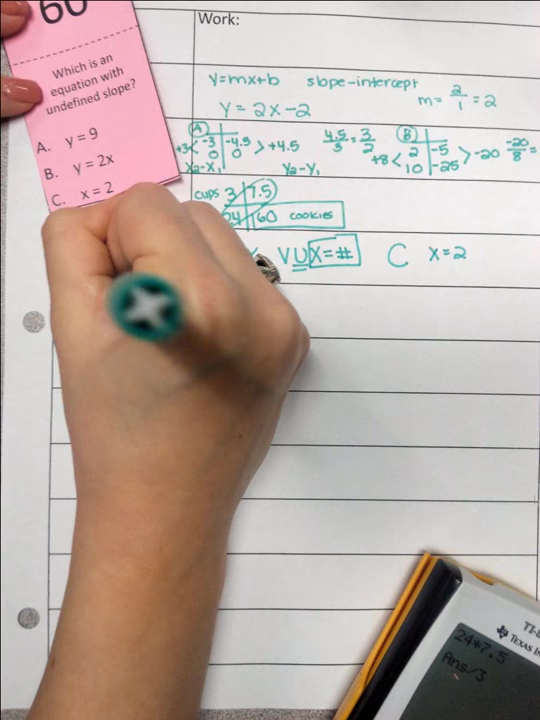 60
Which is an
equation with
undefined slope?
A. y = 9
B. y = 2x
C. x = 2
Work:
y=mx+b slope-intercept m= 2/1 = 2
y = 2x-2
A -3 -4.5 0 0 +3< > +4.5 4.5/3 = 3/2 B 2 -5 10 -25 +8< > -20 -20/8 =
x₂-x₁ y₂-y₁
cups 3 7.5
24 60 cookies
VUX=# C x=2
TEXAS
24*7.5
Ans/3